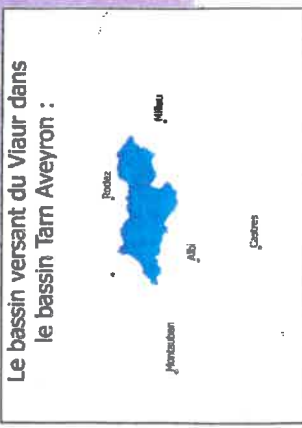 Le bassin versant du Viaur dans
le bassin Tarn Aveyron :
Rodez
Millau
Albi
Montauban
Castres